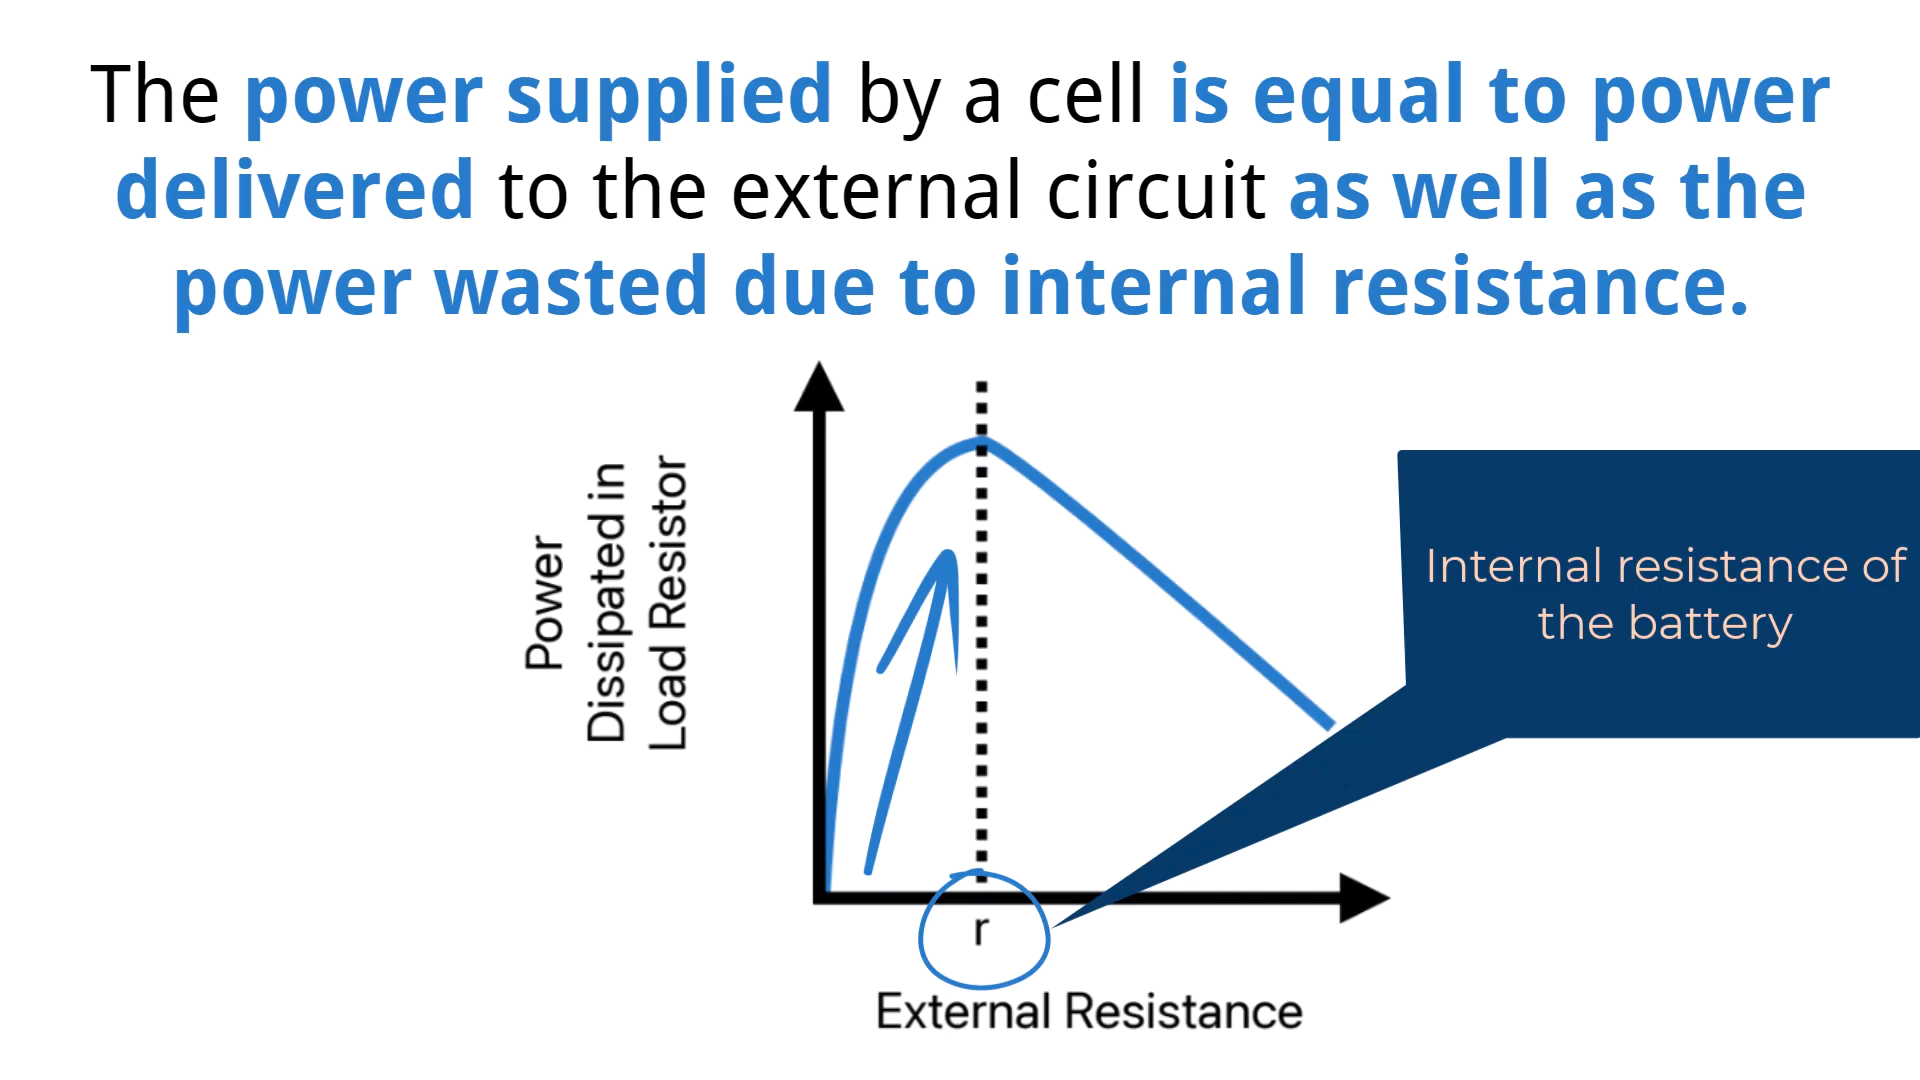 The power supplied by a cell is equal to power
delivered to the external circuit as well as the
power wasted due to internal resistance.
Power
Dissipated in
Load Resistor
Internal resistance of
the battery
r
External Resistance